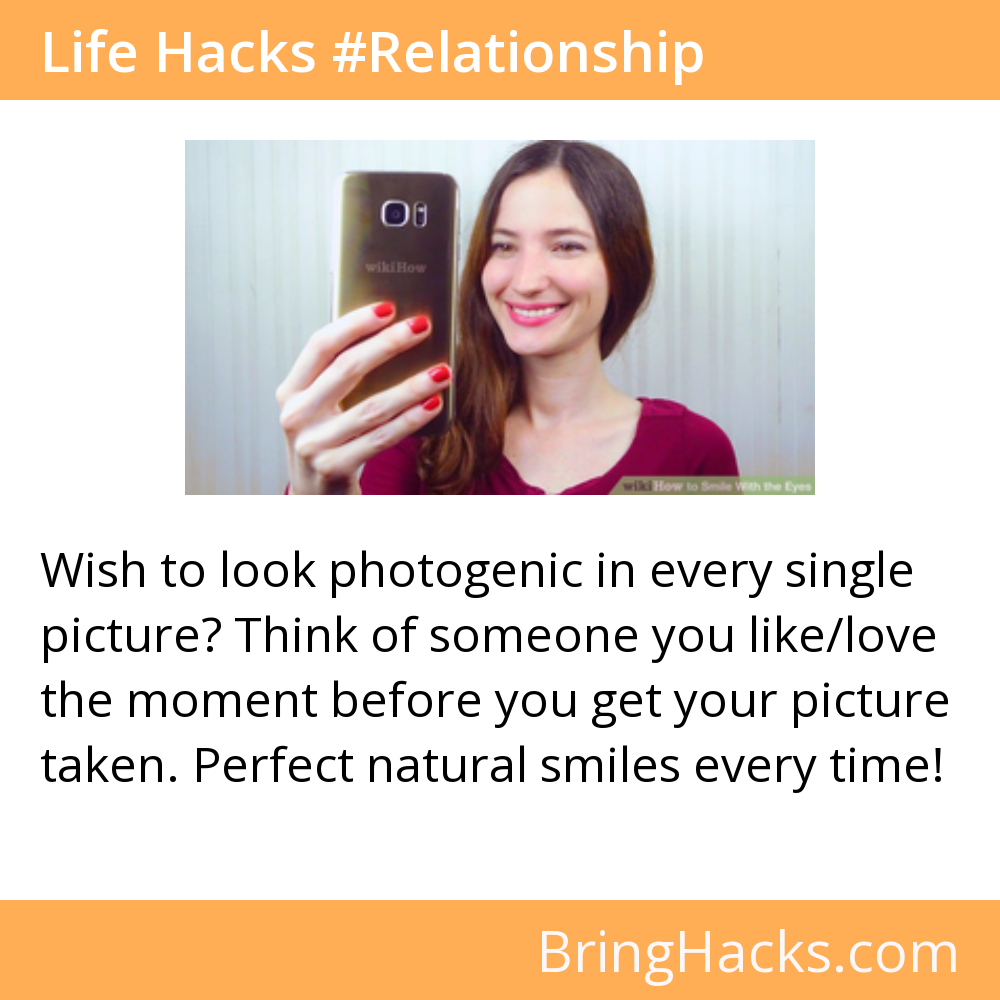 Life Hacks #Relationship
wikiHow
wikiHow to Smile With the Eyes
Wish to look photogenic in every single
picture? Think of someone you like/love
the moment before you get your picture
taken. Perfect natural smiles every time!
BringHacks.com